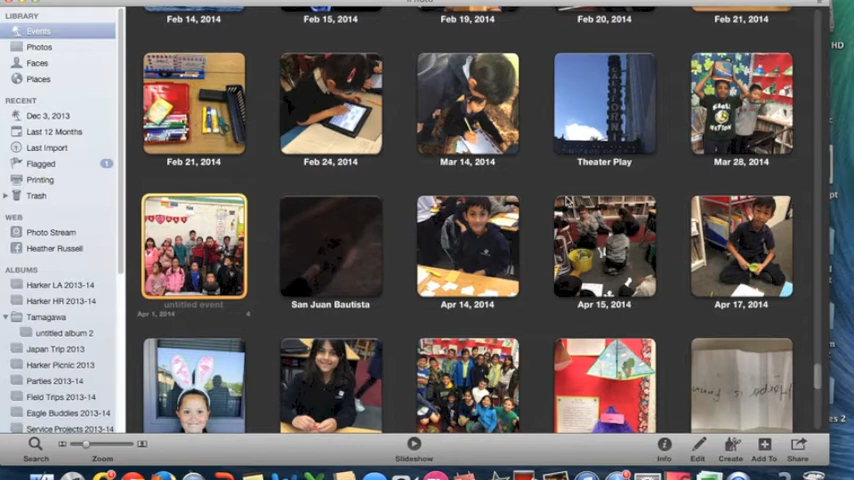 iPhoto
LIBRARY
Events
Photos
Faces
Places
RECENT
Dec 3, 2013
Last 12 Months
Last Import
Flagged 1
Printing
Trash
WEB
Photo Stream
Heather Russell
ALBUMS
Harker LA 2013-14
Harker HR 2013-14
Tamagawa
untitled album 2
Japan Trip 2013
Harker Picnic 2013
Parties 2013-14
Field Trips 2013-14
Eagle Buddies 2013-14
Service Projects 2013-14
Feb 14, 2014 Feb 15, 2014 Feb 19, 2014 Feb 20, 2014 Feb 21, 2014
CALIFORNIA
Feb 21, 2014 Feb 24, 2014 Mar 14, 2014 Theater Play Mar 28, 2014
untitled event San Juan Bautista Apr 14, 2014 Apr 15, 2014 Apr 17, 2014
Apr 1, 2014 4
Search Zoom Slideshow Info Edit Create Add To Share
HD